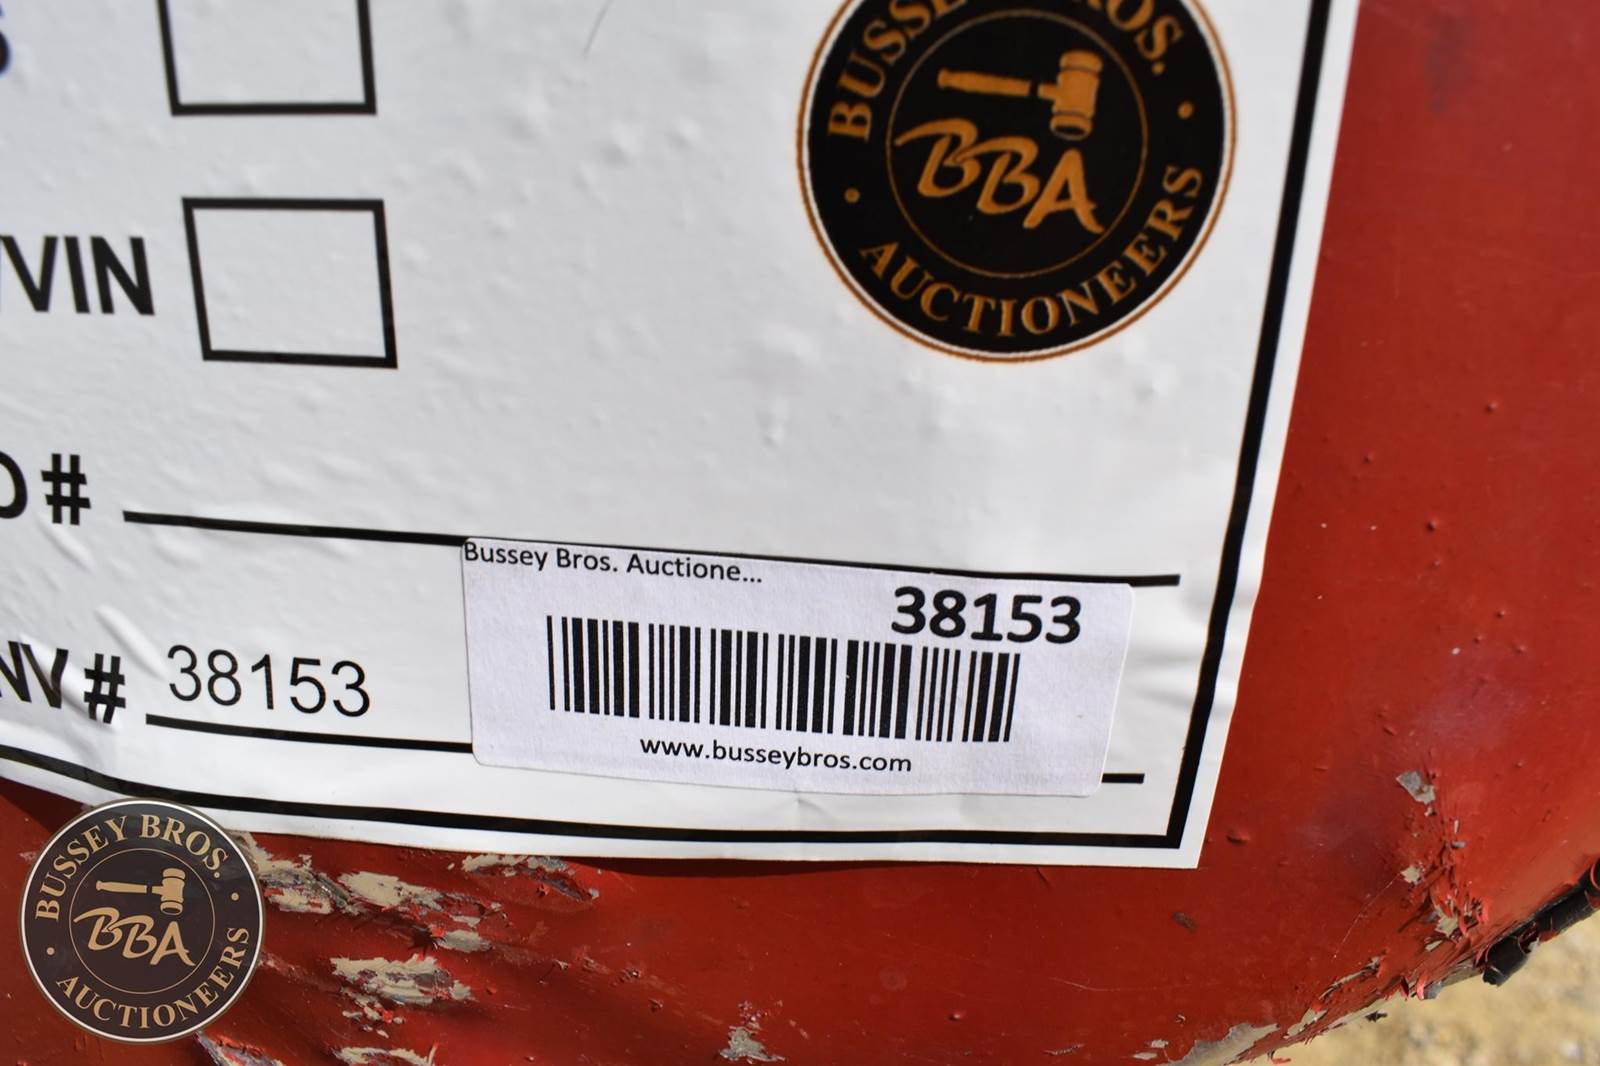 BUSSEY BROS.
BBA
AUCTIONEERS
/VIN
#
Bussey Bros. Auctione...
38153
NV # 38153
www.busseybros.com
BUSSEY BROS.
BBA
AUCTIONEERS